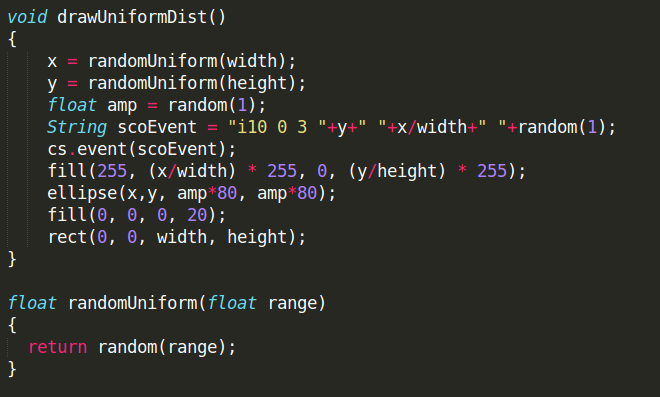 void drawUniformDist()
{
    x = randomUniform(width);
    y = randomUniform(height);
    float amp = random(1);
    String scoEvent = "i10 0 3 "+y+" "+x/width+" "+random(1);
    cs.event(scoEvent);
    fill(255, (x/width) * 255, 0, (y/height) * 255);
    ellipse(x,y, amp*80, amp*80);
    fill(0, 0, 0, 20);
    rect(0, 0, width, height);
}

float randomUniform(float range)
{
  return random(range);
}